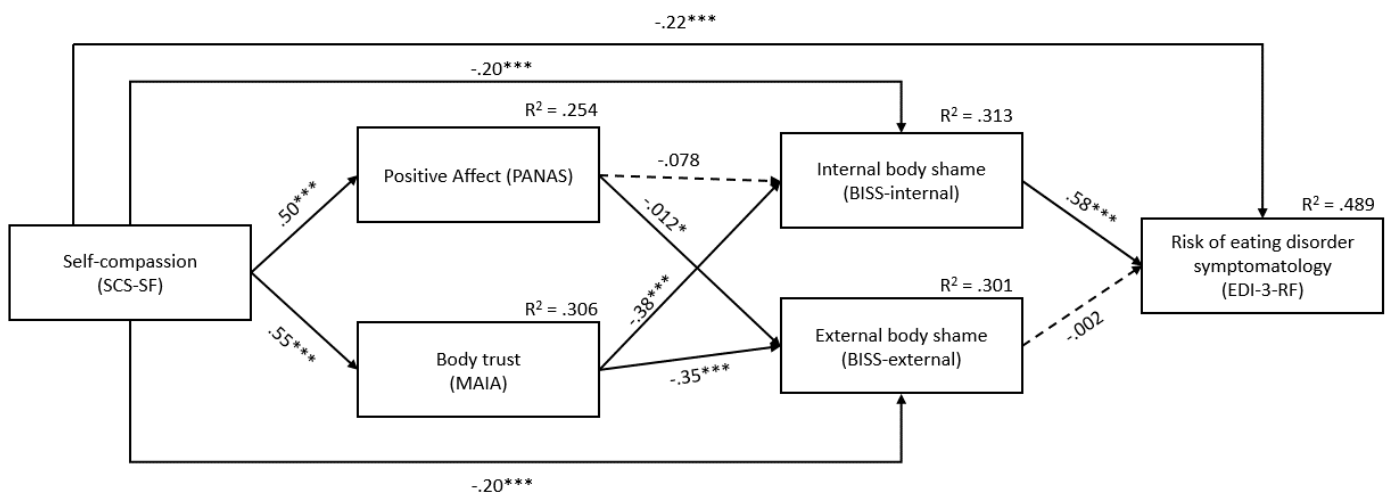 -.22***
-.20***
R² = .254
R² = .313
Positive Affect (PANAS)
-.078
Internal body shame
(BISS-internal)
.50***
-.012*
.58***
R² = .489
Self-compassion
(SCS-SF)
Risk of eating disorder
symptomatology
(EDI-3-RF)
-.38***
R² = .306
R² = .301
.55***
Body trust
(MAIA)
-.35***
External body shame
(BISS-external)
-.002
-.20***